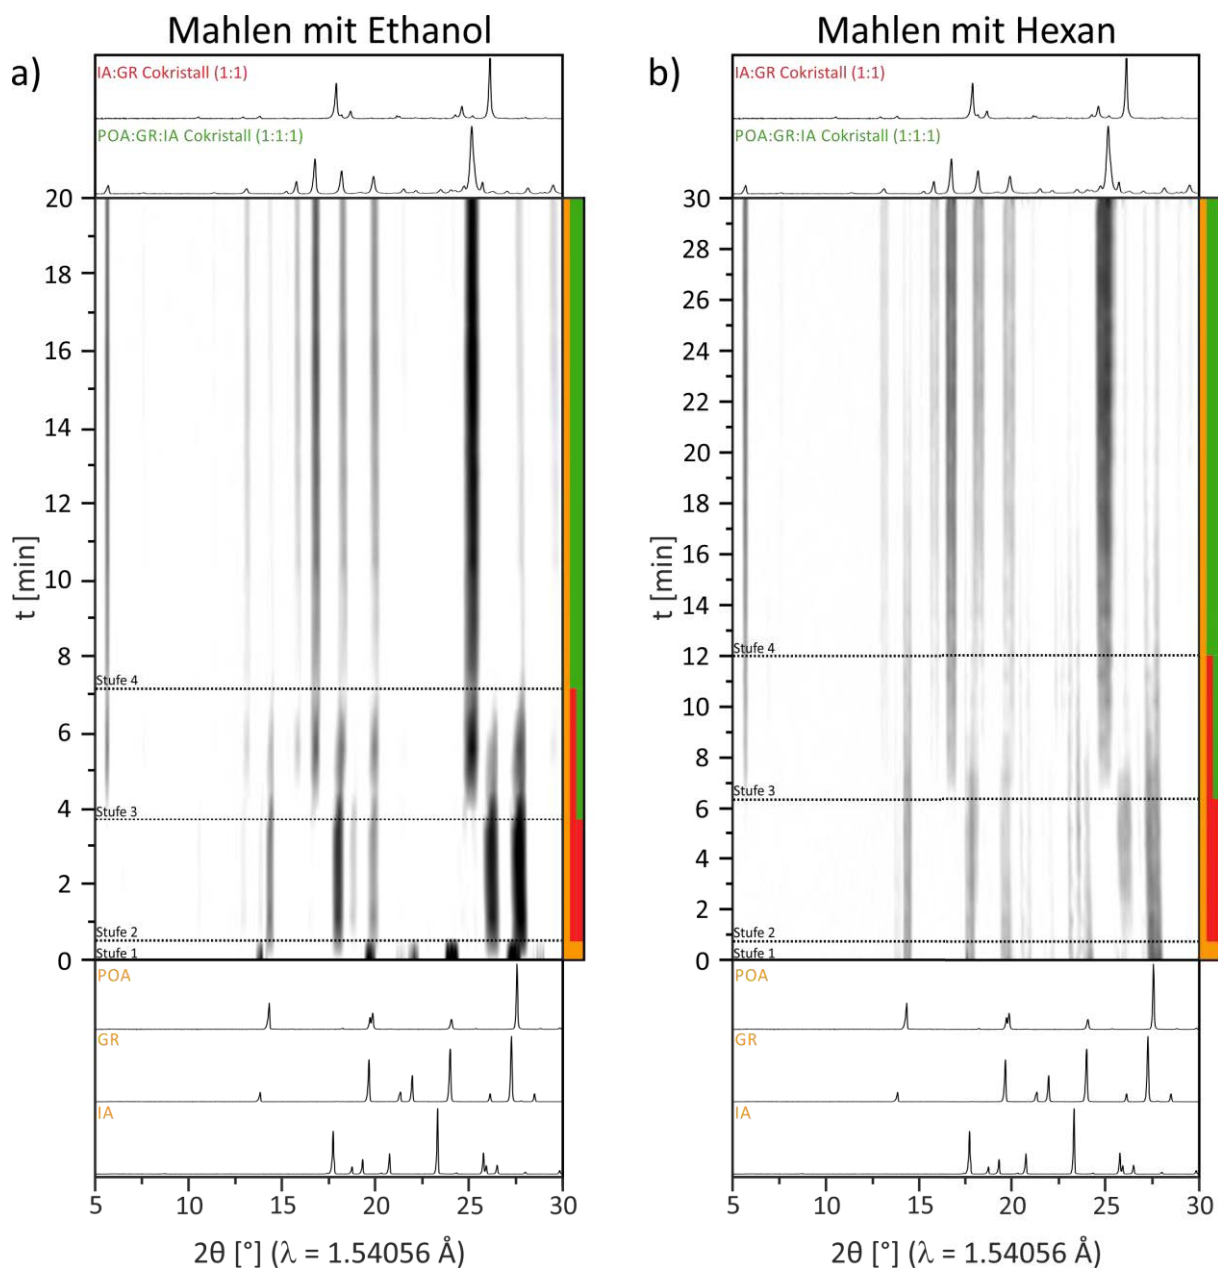 Mahlen mit Ethanol
a)
IA:GR Cokristall (1:1)
POA:GR:IA Cokristall (1:1:1)
20
18
16
14
12
10
8
6
4
2
0
t [min]
Stufe 4
Stufe 3
Stufe 2
Stufe 1
POA
GR
IA
5
10
15
20
25
30
2θ [°] (λ = 1.54056 Å)
Mahlen mit Hexan
b)
IA:GR Cokristall (1:1)
POA:GR:IA Cokristall (1:1:1)
30
28
26
24
22
20
18
16
14
12
10
8
6
4
2
0
t [min]
Stufe 4
Stufe 3
Stufe 2
Stufe 1
POA
GR
IA
5
10
15
20
25
30
2θ [°] (λ = 1.54056 Å)